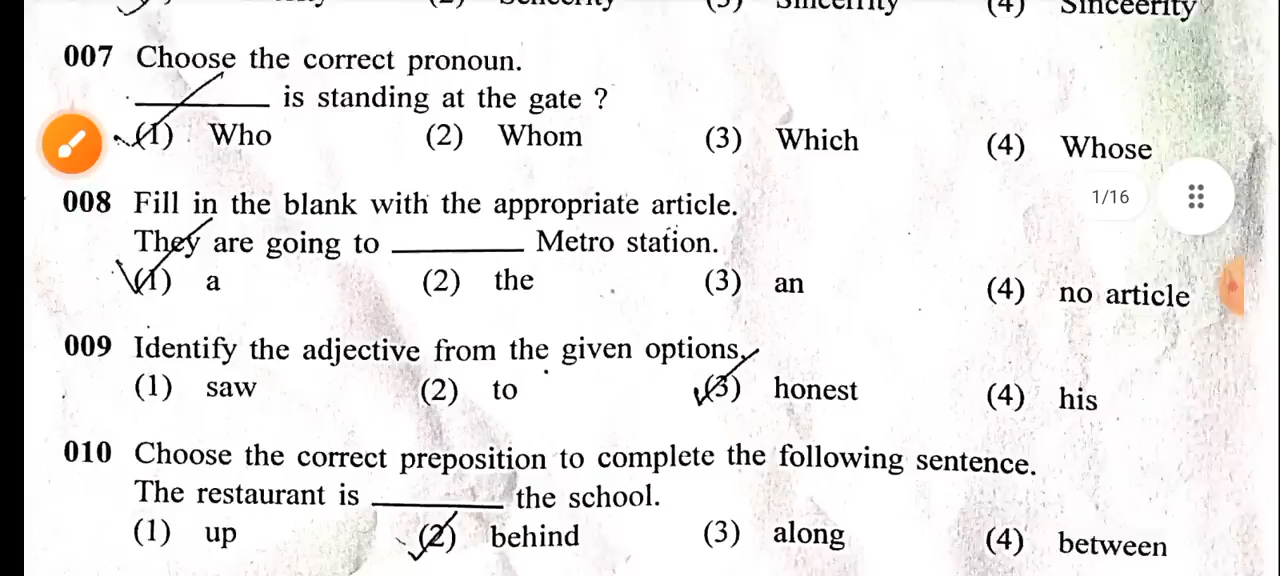 (4) Sinceerity
007 Choose the correct pronoun.
________ is standing at the gate ?
(1) Who (2) Whom (3) Which (4) Whose
1/16
008 Fill in the blank with the appropriate article.
They are going to ________ Metro station.
(1) a (2) the (3) an (4) no article
009 Identify the adjective from the given options.
(1) saw (2) to (3) honest (4) his
010 Choose the correct preposition to complete the following sentence.
The restaurant is ________ the school.
(1) up (2) behind (3) along (4) between